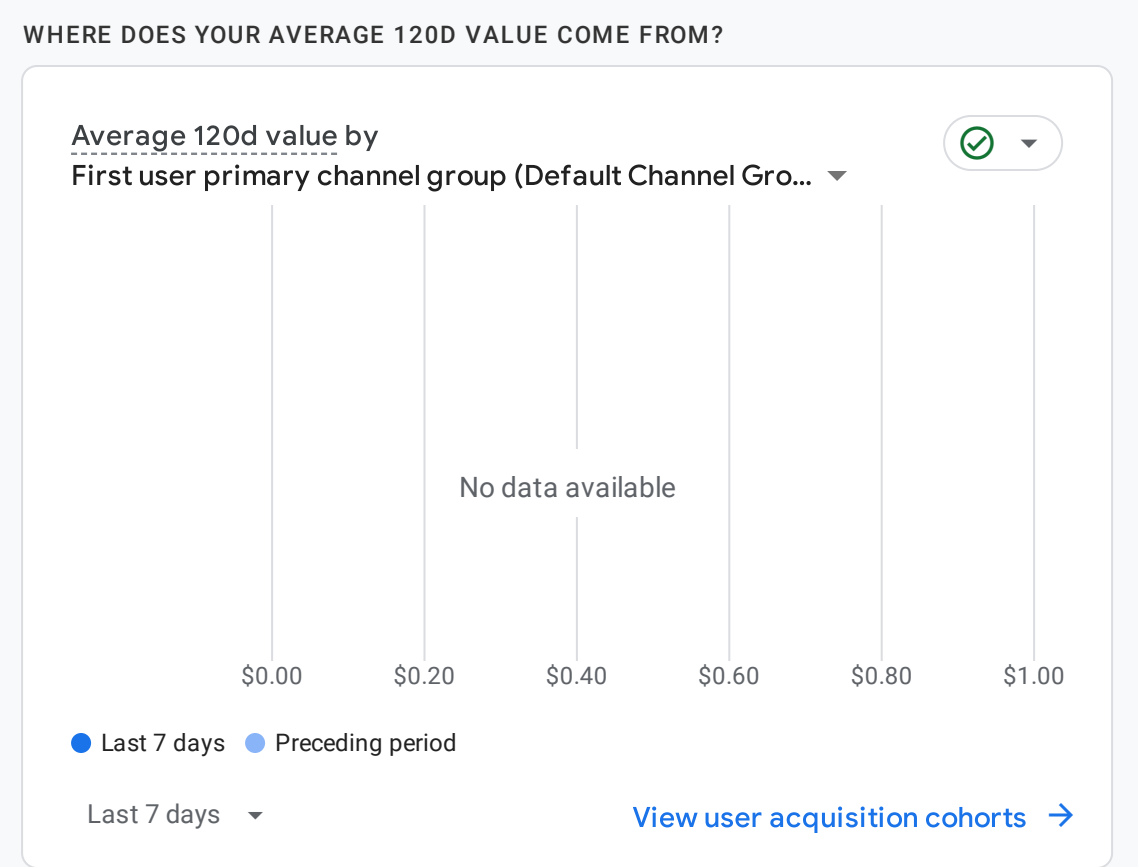 WHERE DOES YOUR AVERAGE 120D VALUE COME FROM?
Average 120d value by
First user primary channel group (Default Channel Gro...
No data available
$0.00 $0.20 $0.40 $0.60 $0.80 $1.00
Last 7 days Preceding period
Last 7 days View user acquisition cohorts